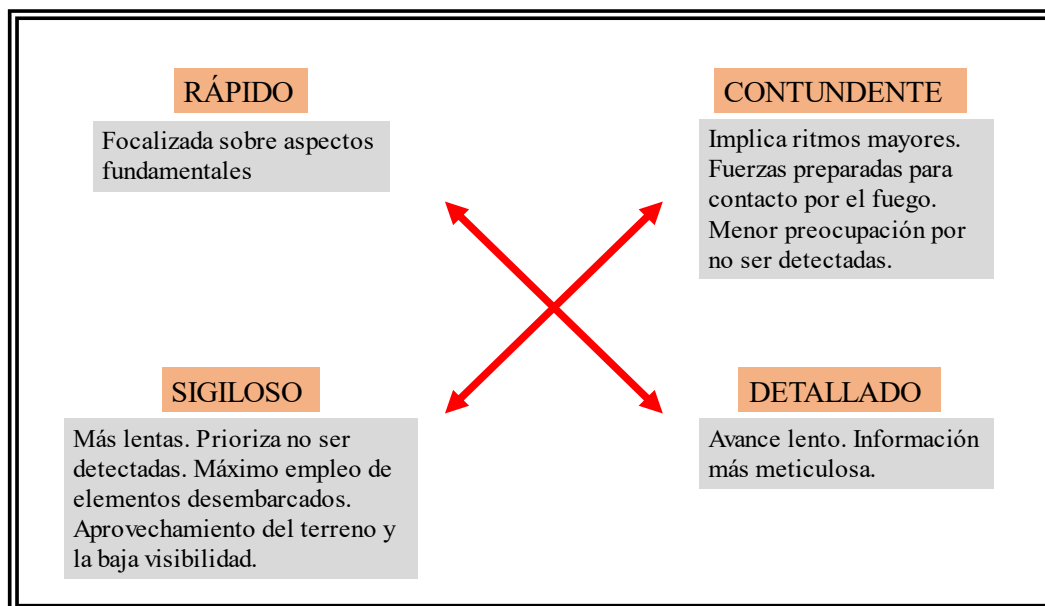 RÁPIDO
Focalizada sobre aspectos
fundamentales
CONTUNDENTE
Implica ritmos mayores.
Fuerzas preparadas para
contacto por el fuego.
Menor preocupación por
no ser detectadas.
SIGILOSO
Más lentas. Prioriza no ser
detectadas. Máximo empleo de
elementos desembarcados.
Aprovechamiento del terreno y
la baja visibilidad.
DETALLADO
Avance lento. Información
más meticulosa.